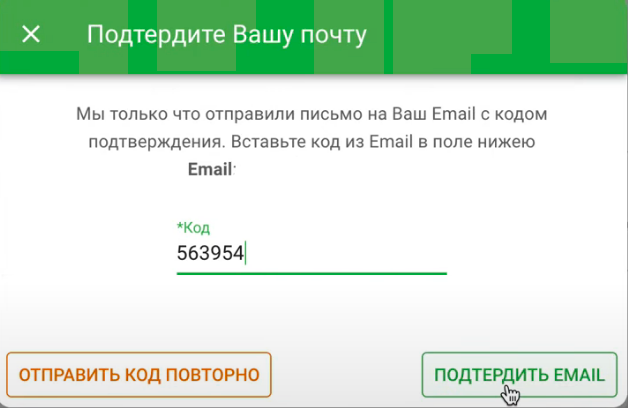 Подтердите Вашу почту
Мы только что отправили письмо на Ваш Email с кодом
подтверждения. Вставьте код из Email в поле нижею
Email
*Код
563954
ОТПРАВИТЬ КОД ПОВТОРНО
ПОДТЕРДИТЬ EMAIL